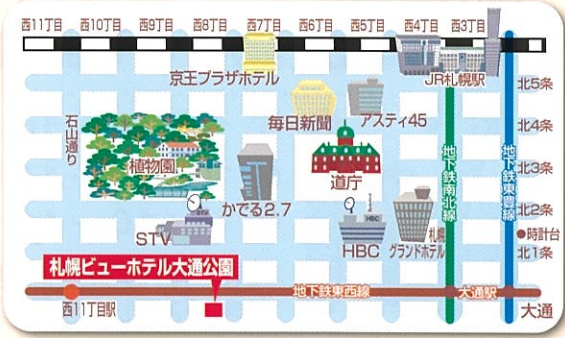 西11丁目 西10丁目 西9丁目 西8丁目 西7丁目 西6丁目 西5丁目 西4丁目 西3丁目
京王プラザホテル
JR札幌駅
北5条
毎日新聞
アスティ45
石山通り
北4条
植物園
道庁
地下鉄南北線
地下鉄東豊線
北3条
かでる2.7
北2条
STV
HBC
HBC
札幌
グランドホテル
●時計台
北1条
札幌ビューホテル大通公園
地下鉄東西線
大通駅
西11丁目駅
大通